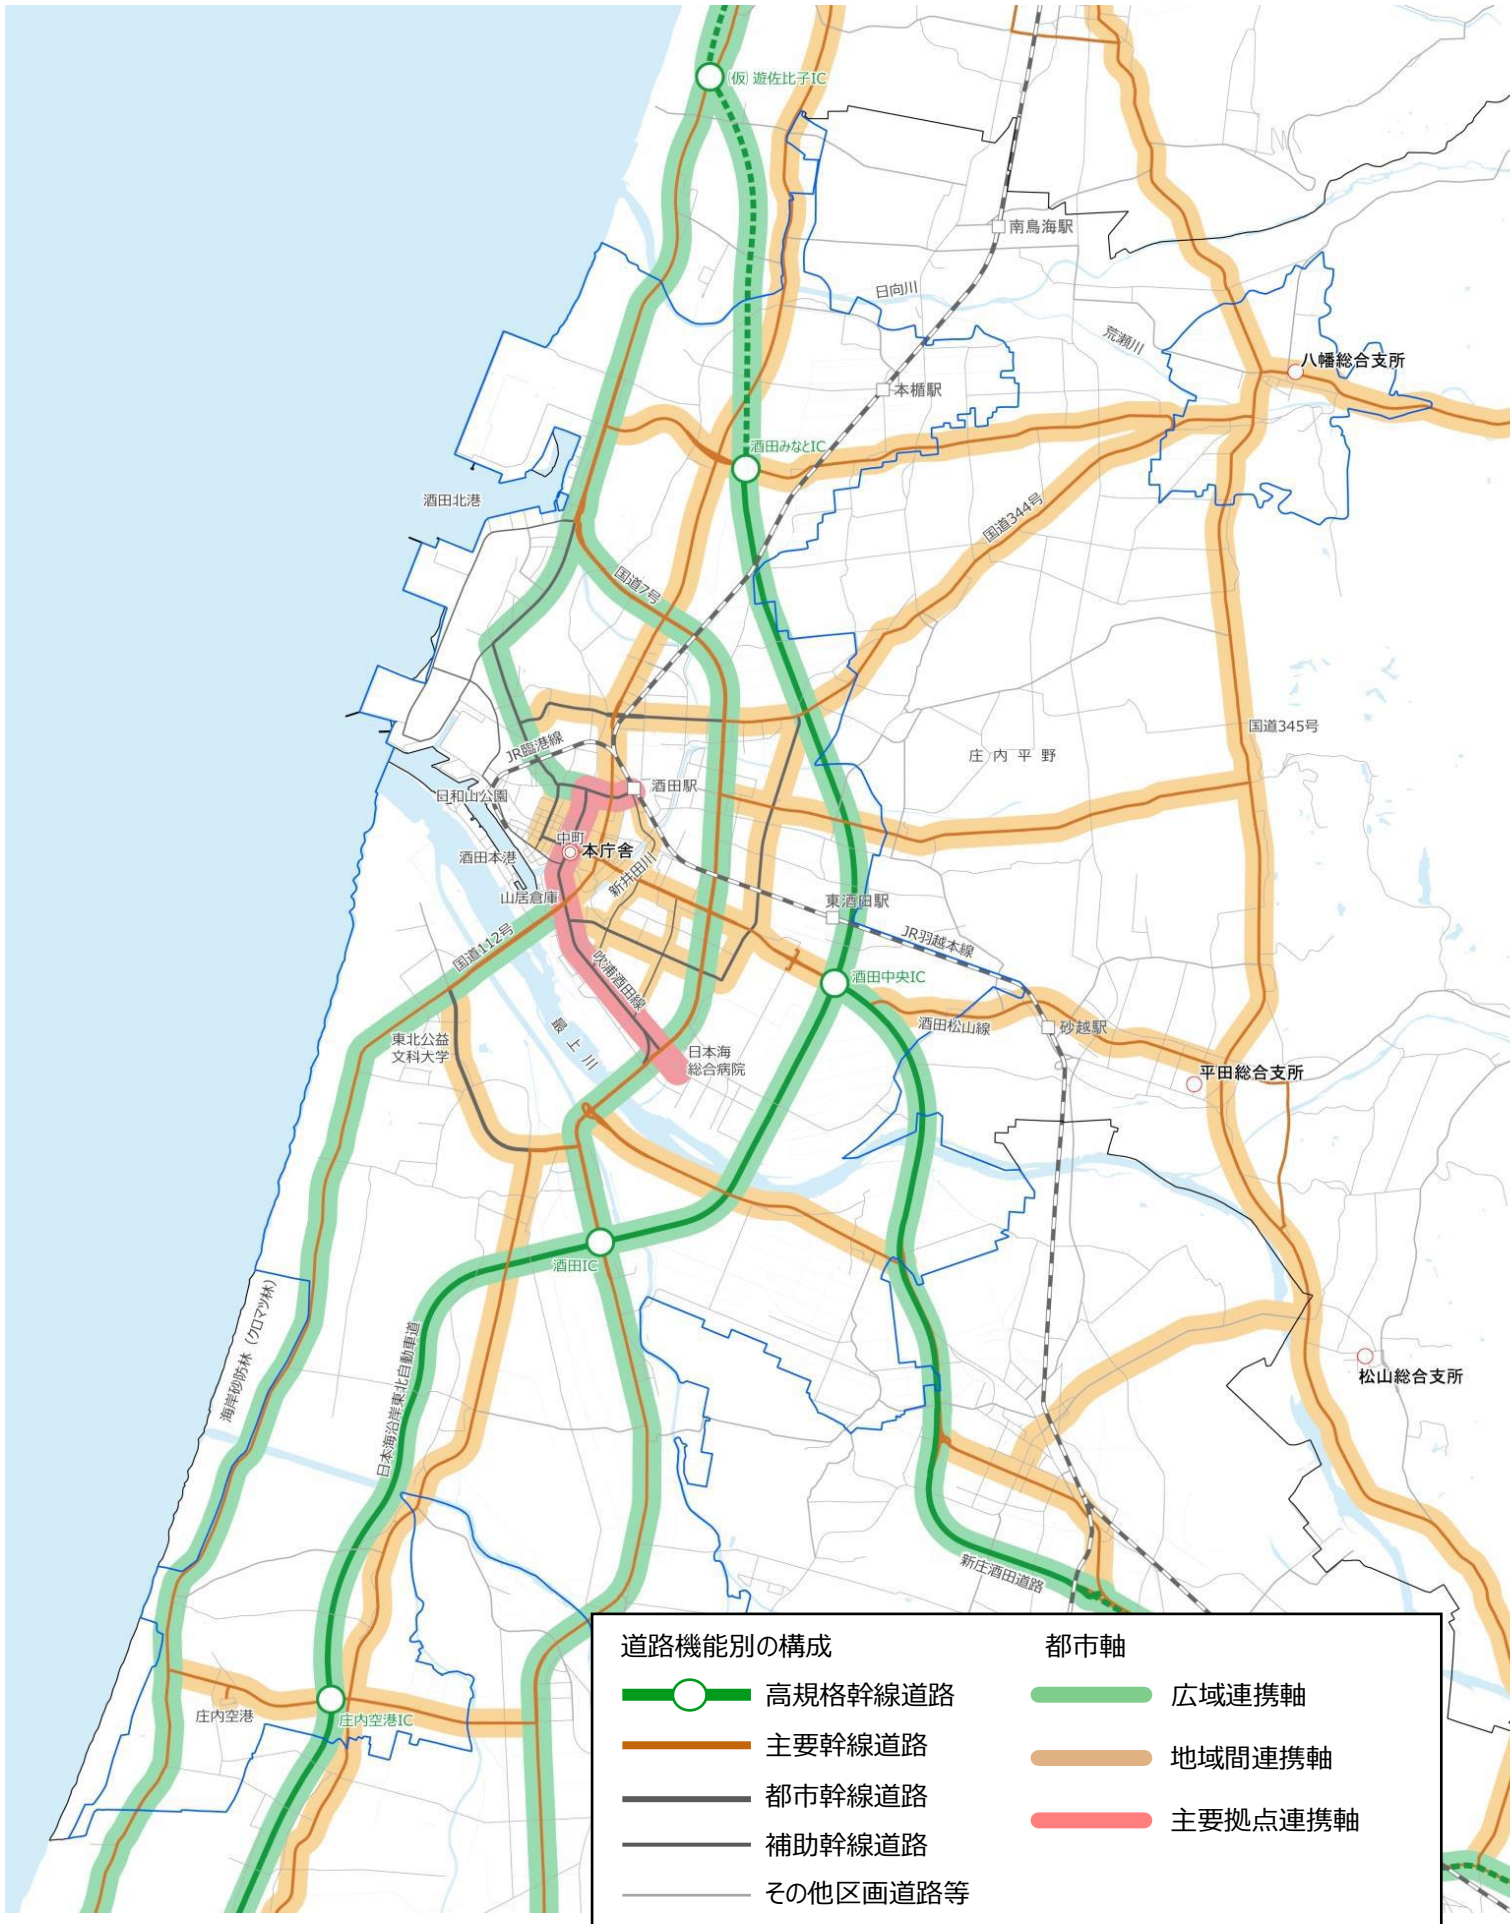 (仮)遊佐比子IC
南鳥海駅
日向川
荒瀬川
八幡総合支所
本楯駅
酒田みなとIC
酒田北港
国道344号
国道7号
国道345号
庄内平野
JR臨港線
酒田駅
日和山公園
中町
本庁舎
酒田本港
新井田川
山居倉庫
東酒田駅
国道112号
JR羽越本線
吹浦酒田線
酒田中央IC
酒田松山線
砂越駅
最上川
東北公益
文科大学
日本海
総合病院
平田総合支所
酒田IC
海岸砂防林(クロマツ林)
日本海沿岸東北自動車道
松山総合支所
新庄酒田道路
庄内空港
庄内空港IC
道路機能別の構成
高規格幹線道路
主要幹線道路
都市幹線道路
補助幹線道路
その他区画道路等
都市軸
広域連携軸
地域間連携軸
主要拠点連携軸